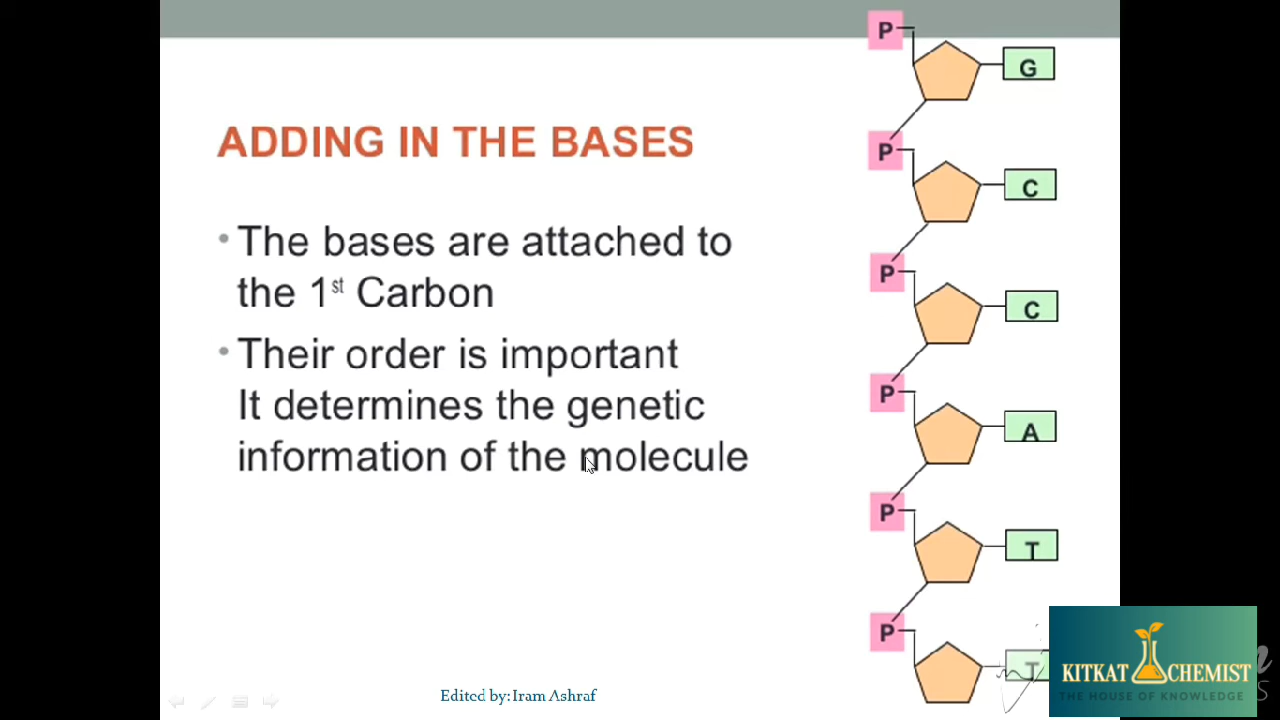 ADDING IN THE BASES
• The bases are attached to
the 1st Carbon
• Their order is important
It determines the genetic
information of the molecule
P
G
P
C
P
C
P
A
P
T
P
T
Edited by: Iram Ashraf
KITKAT CHEMIST
THE HOUSE OF KNOWLEDGE